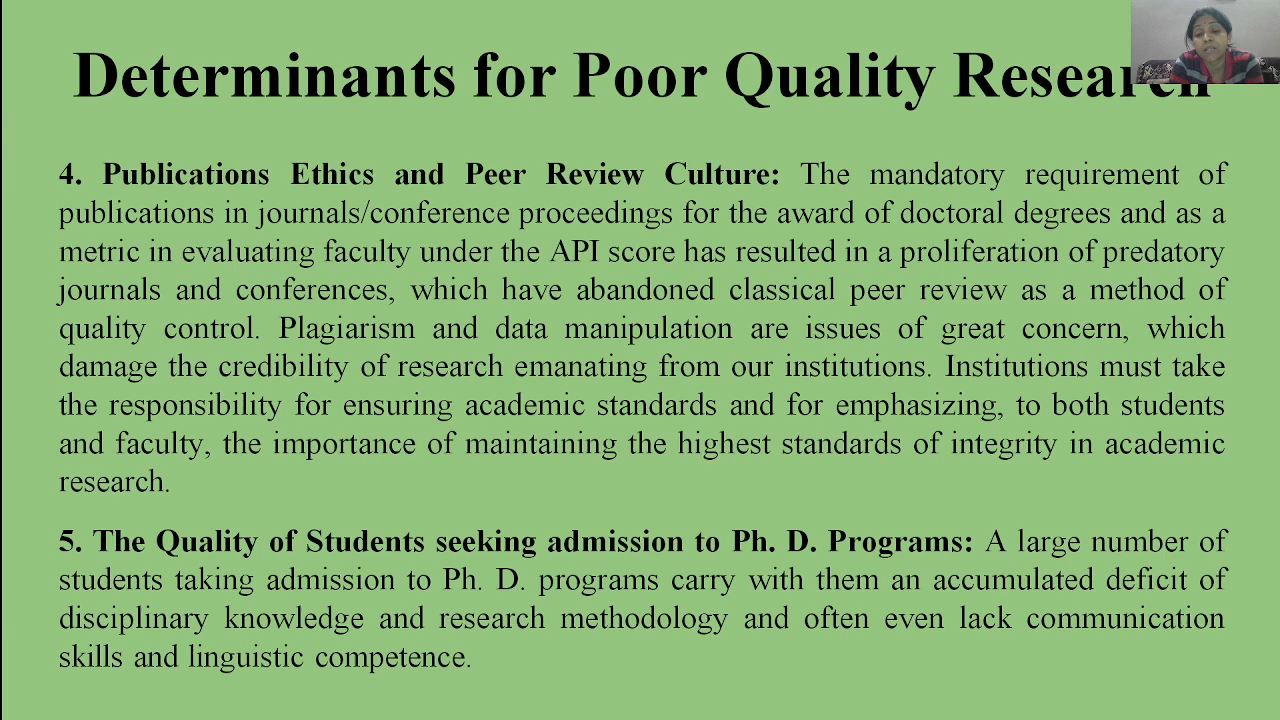 Determinants for Poor Quality Research
4. Publications Ethics and Peer Review Culture: The mandatory requirement of
publications in journals/conference proceedings for the award of doctoral degrees and as a
metric in evaluating faculty under the API score has resulted in a proliferation of predatory
journals and conferences, which have abandoned classical peer review as a method of
quality control. Plagiarism and data manipulation are issues of great concern, which
damage the credibility of research emanating from our institutions. Institutions must take
the responsibility for ensuring academic standards and for emphasizing, to both students
and faculty, the importance of maintaining the highest standards of integrity in academic
research.
5. The Quality of Students seeking admission to Ph. D. Programs: A large number of
students taking admission to Ph. D. programs carry with them an accumulated deficit of
disciplinary knowledge and research methodology and often even lack communication
skills and linguistic competence.